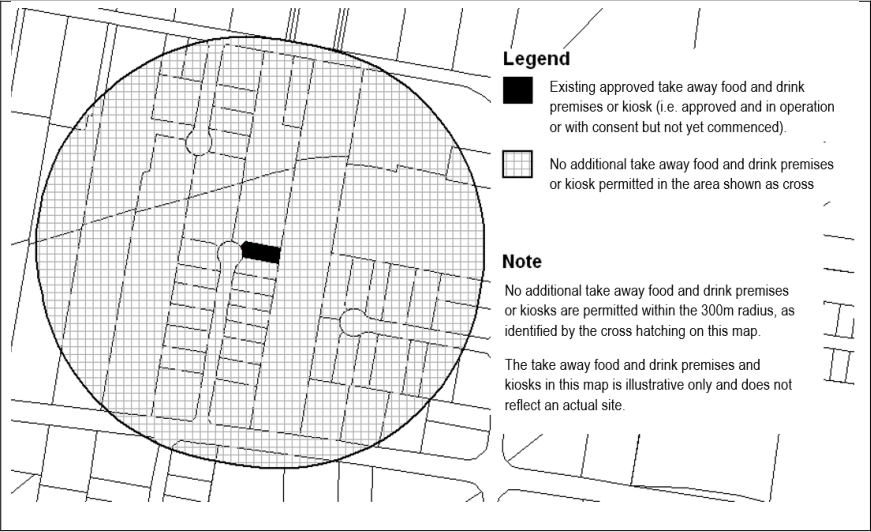 Legend
Existing approved take away food and drink
premises or kiosk (i.e. approved and in operation
or with consent but not yet commenced).
No additional take away food and drink premises
or kiosk permitted in the area shown as cross
Note
No additional take away food and drink premises
or kiosks are permitted within the 300m radius, as
identified by the cross hatching on this map.
The take away food and drink premises and
kiosks in this map is illustrative only and does not
reflect an actual site.